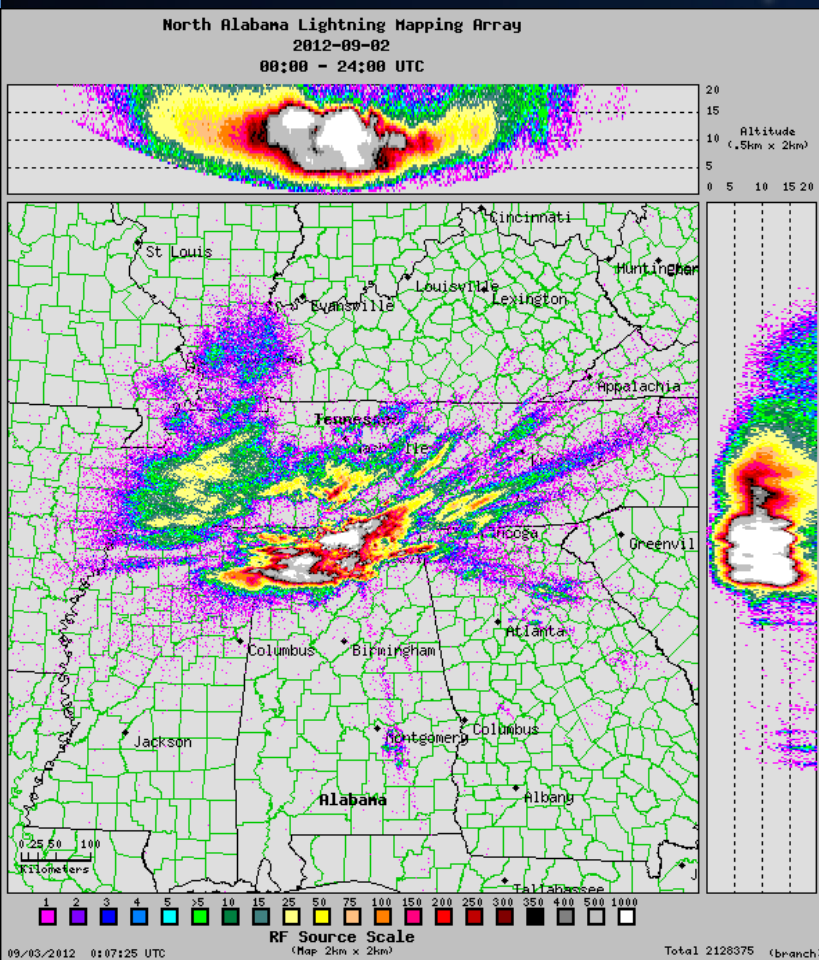 North Alabama Lightning Mapping Array
2012-09-02
00:00 - 24:00 UTC
20
15
10
5
Altitude
(.5km x 2km)
0 5 10 15 20
Cincinnati
St Louis
Huntington
Louisville
Lexington
Evansville
Appalachia
Tennessee
Greenvil
Atlanta
Columbus
Birmingham
Columbus
Montgomery
Jackson
Albany
Alabama
0 25 50 100
Kilometers
J
Tallahassee
1 2 3 4 5 >5 10 15 25 50 75 100 150 200 250 300 350 400 500 1000
RF Source Scale
(Map 2km x 2km)
09/03/2012 0:07:25 UTC
Total 2128375 (branch)